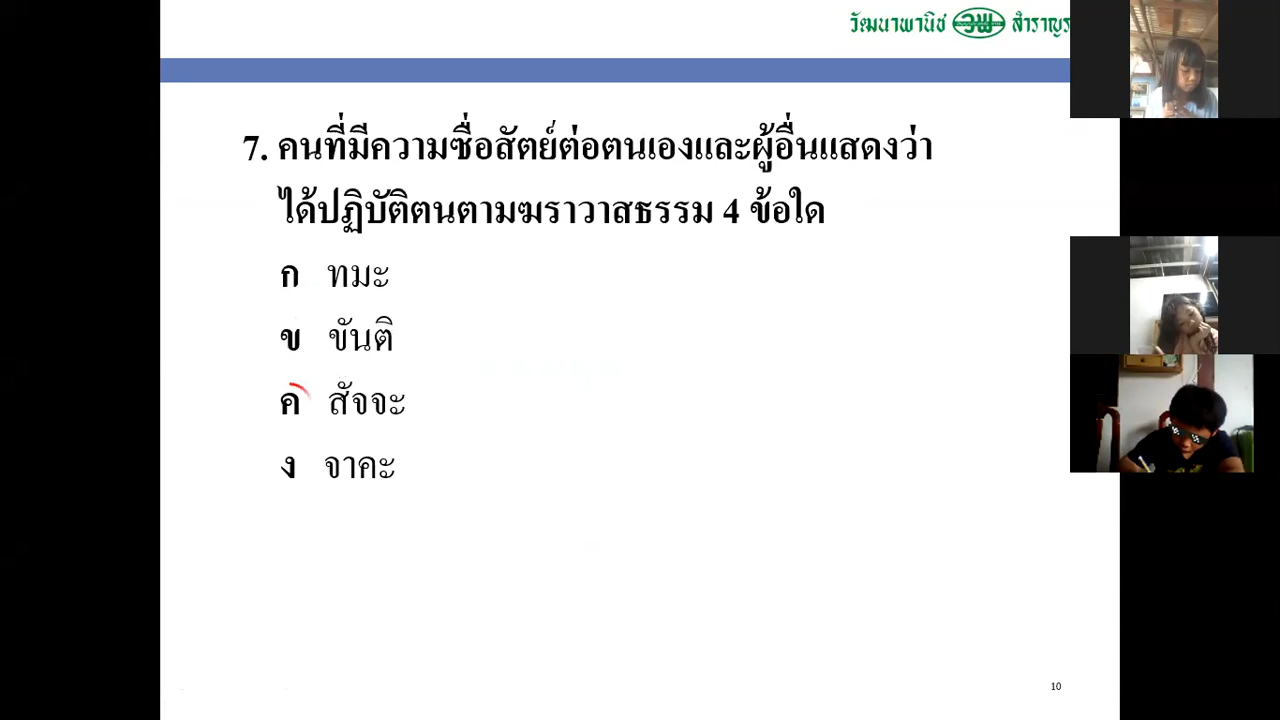 วัฒนาพานิช วพ สำราญร
7. คนที่มีความซื่อสัตย์ต่อตนเองและผู้อื่นแสดงว่า
ได้ปฏิบัติตนตามฆราวาสธรรม 4 ข้อใด
ก ทมะ
ข ขันติ
ค สัจจะ
ง จาคะ
10